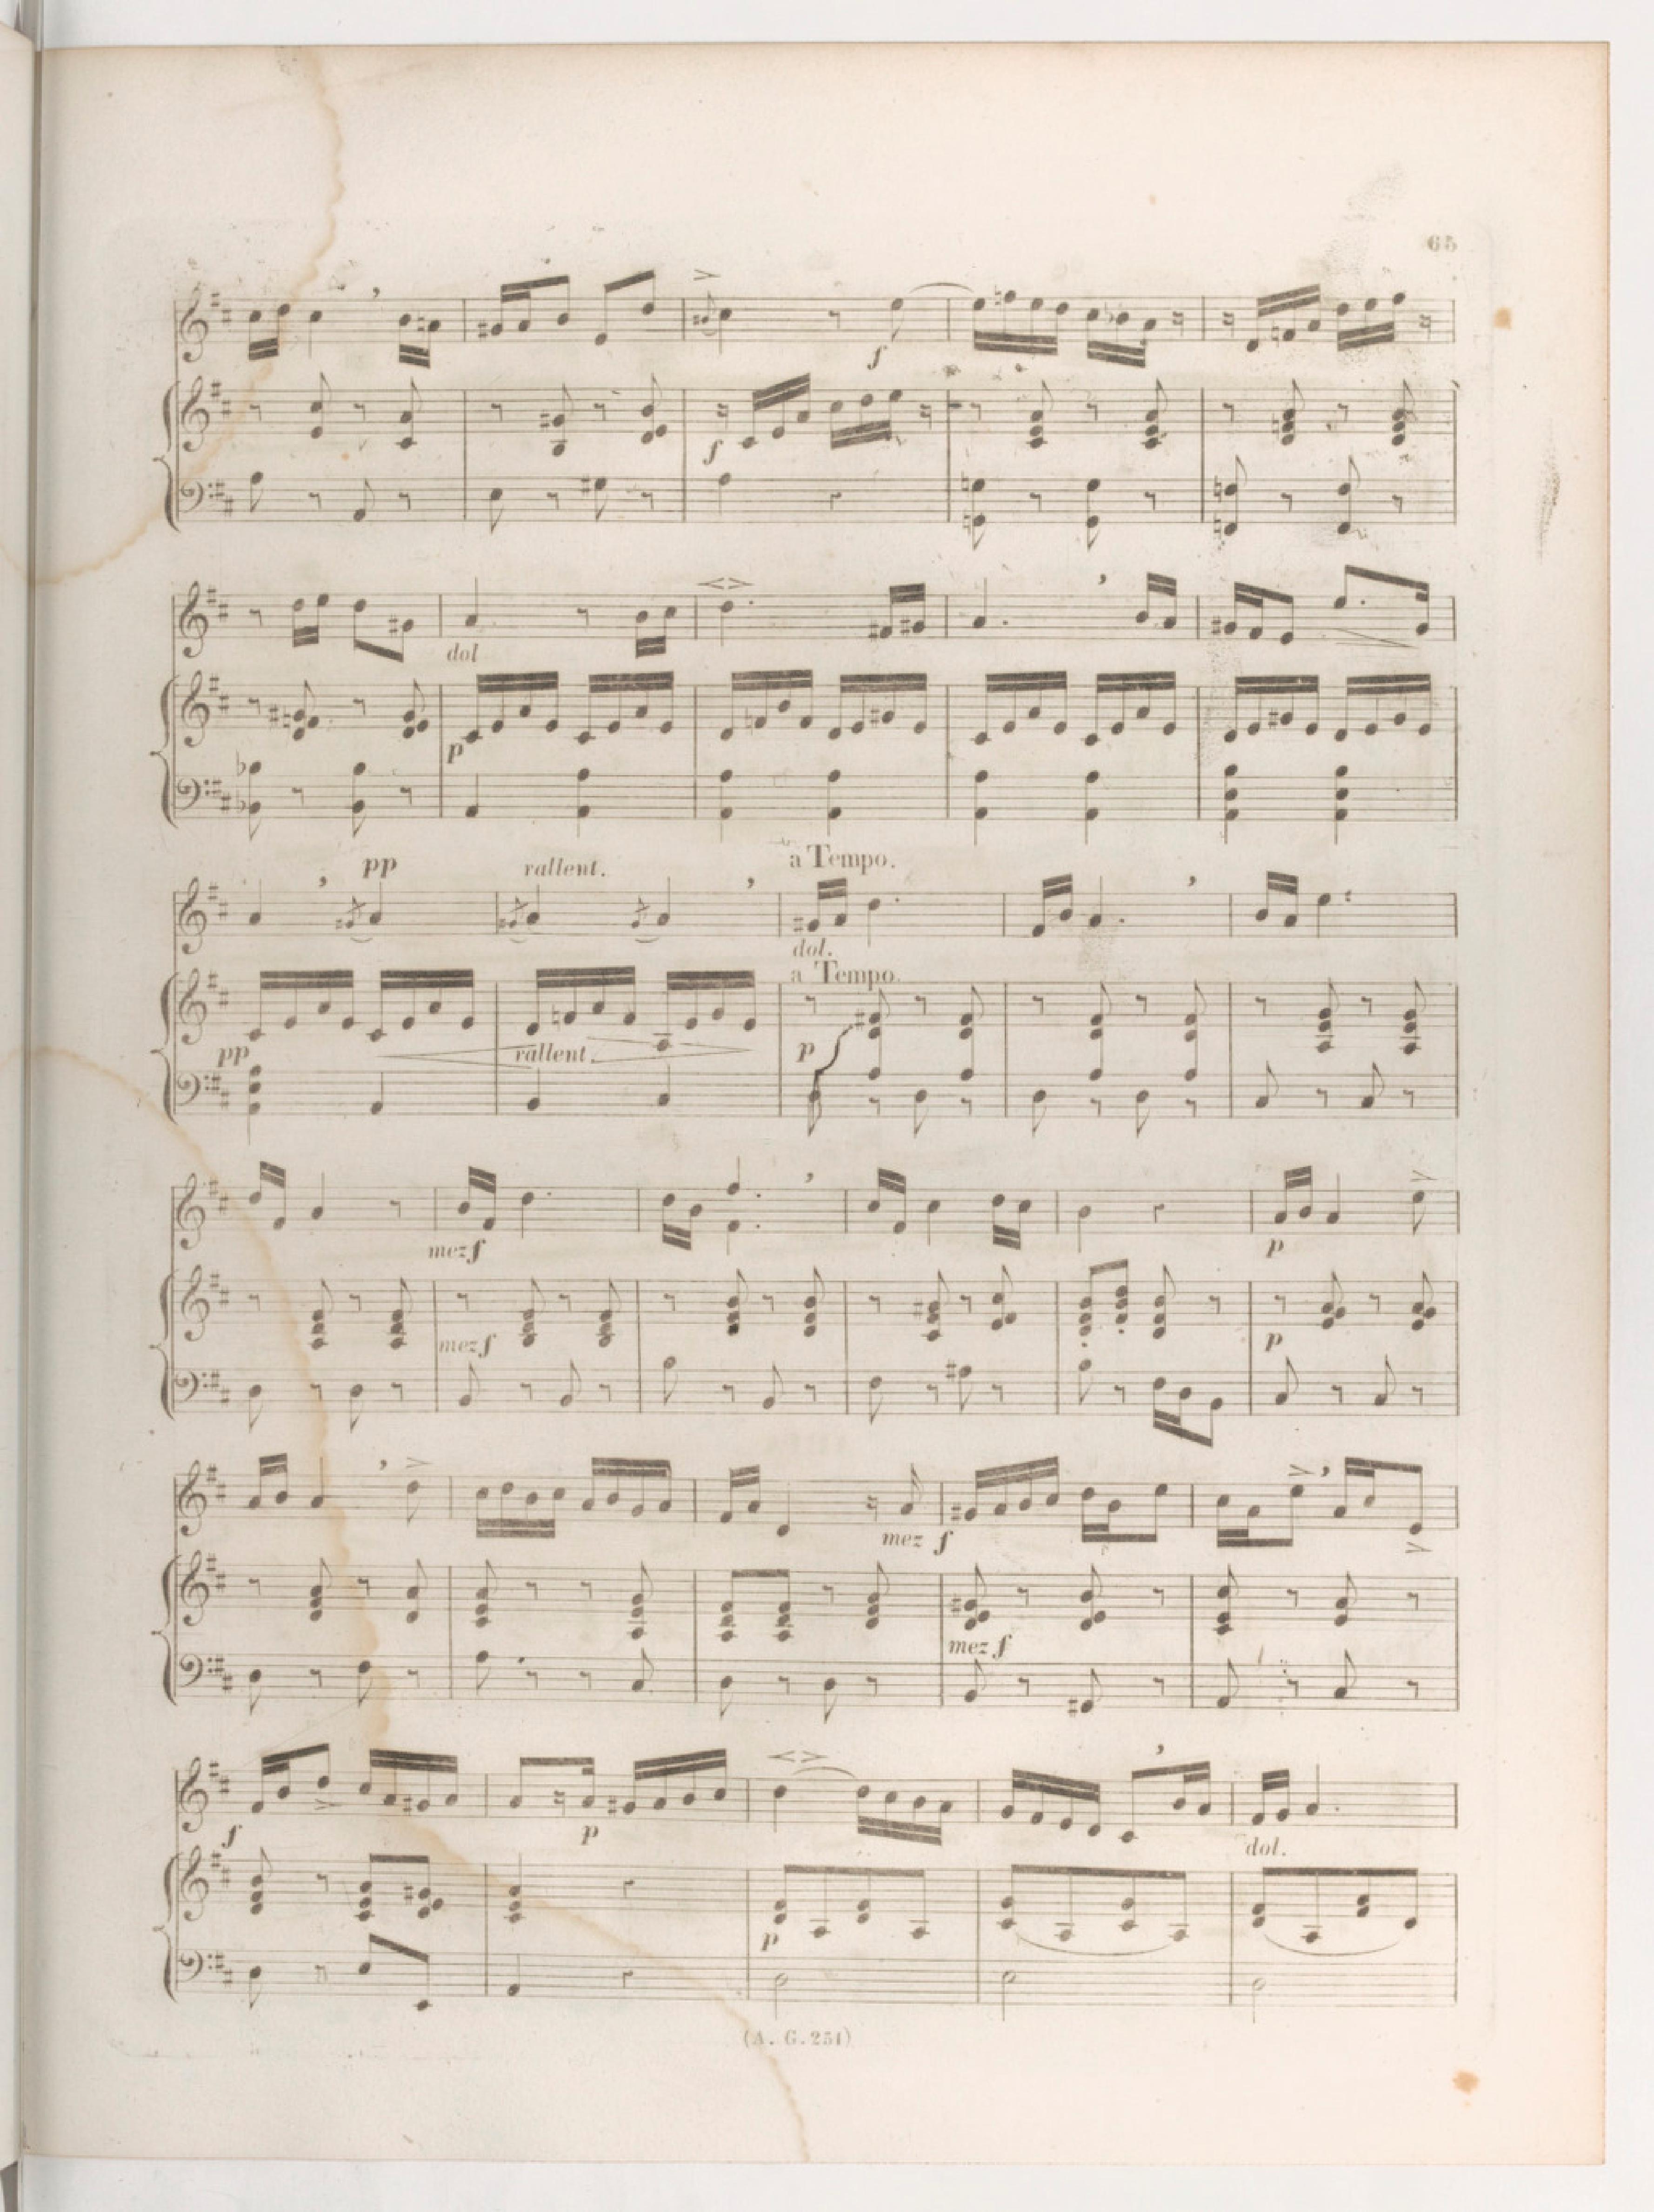 65
f
f
dol
p
pp
rallent.
a Tempo.
dol.
a Tempo.
pp
rallent.
p
mez f
p
mez f
p
mez f
mez f
f
p
dol.
p
(A. G. 251)